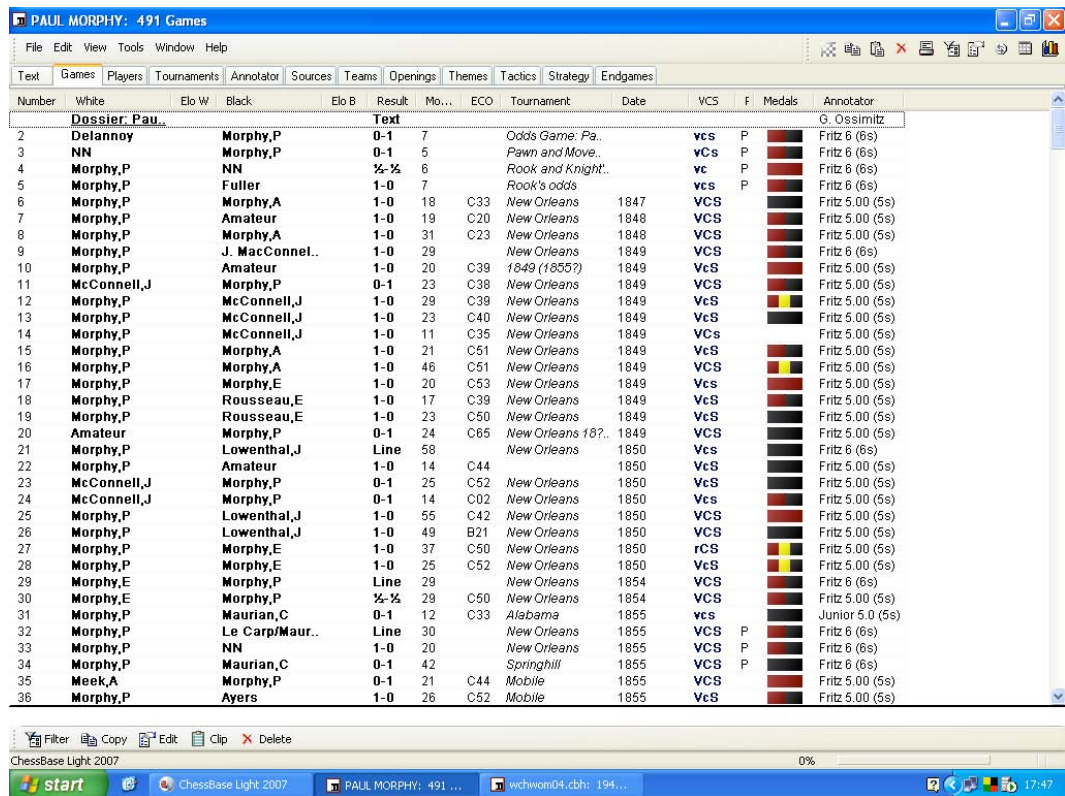 PAUL MORPHY: 491 Games
File Edit View Tools Window Help
Text Games Players Tournaments Annotator Sources Teams Openings Themes Tactics Strategy Endgames
Number White Elo W Black Elo B Result Mo... ECO Tournament Date VCS F Medals Annotator
Dossier: Pau.. Text G. Ossimitz
2 Delannoy Morphy,P 0-1 7 Odds Game: Pa.. vcs P Fritz 6 (6s)
3 NN Morphy,P 0-1 5 Pawn and Move.. vCs P Fritz 6 (6s)
4 Morphy,P NN ½-½ 6 Rook and Knight'.. vc P Fritz 6 (6s)
5 Morphy,P Fuller 1-0 7 Rook's odds vcs P Fritz 6 (6s)
6 Morphy,P Morphy,A 1-0 18 C33 New Orleans 1847 VCS Fritz 5.00 (5s)
7 Morphy,P Amateur 1-0 19 C20 New Orleans 1848 VCS Fritz 5.00 (5s)
8 Morphy,P Morphy,A 1-0 31 C23 New Orleans 1848 VCS Fritz 5.00 (5s)
9 Morphy,P J. MacConnel.. 1-0 29 New Orleans 1849 VCS Fritz 6 (6s)
10 Morphy,P Amateur 1-0 20 C39 1849 (1855?) 1849 VcS Fritz 5.00 (5s)
11 McConnell,J Morphy,P 0-1 23 C38 New Orleans 1849 VCS Fritz 5.00 (5s)
12 Morphy,P McConnell,J 1-0 29 C39 New Orleans 1849 VcS Fritz 5.00 (5s)
13 Morphy,P McConnell,J 1-0 23 C40 New Orleans 1849 VcS Fritz 5.00 (5s)
14 Morphy,P McConnell,J 1-0 11 C35 New Orleans 1849 VCs Fritz 5.00 (5s)
15 Morphy,P Morphy,A 1-0 21 C51 New Orleans 1849 VcS Fritz 5.00 (5s)
16 Morphy,P Morphy,A 1-0 46 C51 New Orleans 1849 VCS Fritz 5.00 (5s)
17 Morphy,P Morphy,E 1-0 20 C53 New Orleans 1849 Vcs Fritz 5.00 (5s)
18 Morphy,P Rousseau,E 1-0 17 C39 New Orleans 1849 VCS Fritz 5.00 (5s)
19 Morphy,P Rousseau,E 1-0 23 C50 New Orleans 1849 VCS Fritz 5.00 (5s)
20 Amateur Morphy,P 0-1 24 C65 New Orleans 18?.. 1849 VCS Fritz 5.00 (5s)
21 Morphy,P Lowenthal,J Line 58 New Orleans 1850 Vcs Fritz 6 (6s)
22 Morphy,P Amateur 1-0 14 C44 1850 VcS Fritz 5.00 (5s)
23 McConnell,J Morphy,P 0-1 25 C52 New Orleans 1850 VcS Fritz 5.00 (5s)
24 McConnell,J Morphy,P 0-1 14 C02 New Orleans 1850 Vcs Fritz 5.00 (5s)
25 Morphy,P Lowenthal,J 1-0 55 C42 New Orleans 1850 VCS Fritz 5.00 (5s)
26 Morphy,P Lowenthal,J 1-0 49 B21 New Orleans 1850 VCS Fritz 5.00 (5s)
27 Morphy,P Morphy,E 1-0 37 C50 New Orleans 1850 rCS Fritz 5.00 (5s)
28 Morphy,P Morphy,E 1-0 25 C52 New Orleans 1850 VcS Fritz 5.00 (5s)
29 Morphy,E Morphy,P Line 29 New Orleans 1854 VCS Fritz 6 (6s)
30 Morphy,E Morphy,P ½-½ 29 C50 New Orleans 1854 VCS Fritz 5.00 (5s)
31 Morphy,P Maurian,C 0-1 12 C33 Alabama 1855 vcs Junior 5.0 (5s)
32 Morphy,P Le Carp/Maur.. Line 30 New Orleans 1855 VCS P Fritz 6 (6s)
33 Morphy,P NN 1-0 20 New Orleans 1855 VCS P Fritz 6 (6s)
34 Morphy,P Maurian,C 0-1 42 Springhill 1855 VCS P Fritz 6 (6s)
35 Meek,A Morphy,P 0-1 21 C44 Mobile 1855 VCS Fritz 5.00 (5s)
36 Morphy,P Ayers 1-0 26 C52 Mobile 1855 VcS Fritz 5.00 (5s)
Filter Copy Edit Clip Delete
ChessBase Light 2007 0%
start ChessBase Light 2007 PAUL MORPHY: 491 ... wchwom04.cbh: 194... 17:47